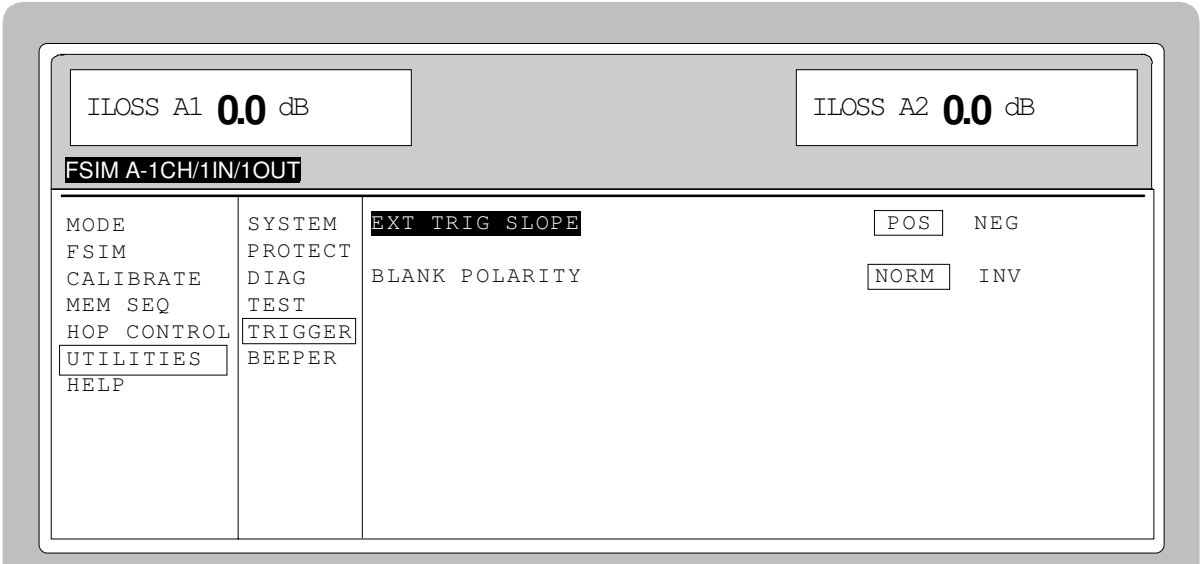 ILOSS A1 0.0 dB
ILOSS A2 0.0 dB
FSIM A-1CH/1IN/1OUT
MODE
FSIM
CALIBRATE
MEM SEQ
HOP CONTROL
UTILITIES
HELP
SYSTEM
PROTECT
DIAG
TEST
TRIGGER
BEEPER
EXT TRIG SLOPE POS NEG
BLANK POLARITY NORM INV